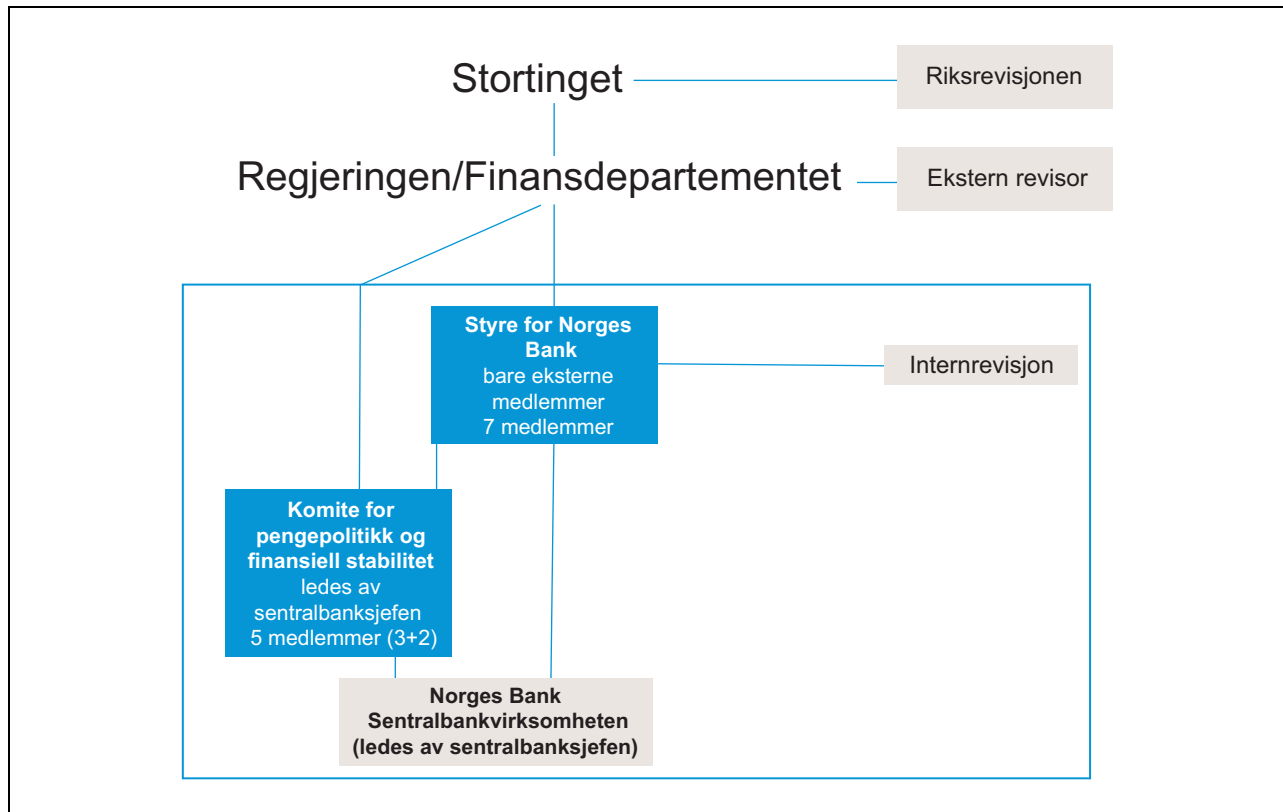 Stortinget
Riksrevisjonen
Regjeringen/Finansdepartementet
Ekstern revisor
Styre for Norges
Bank
bare eksterne
medlemmer
7 medlemmer
Internrevisjon
Komite for
pengepolitikk og
finansiell stabilitet
ledes av
sentralbanksjefen
5 medlemmer (3+2)
Norges Bank
Sentralbankvirksomheten
(ledes av sentralbanksjefen)